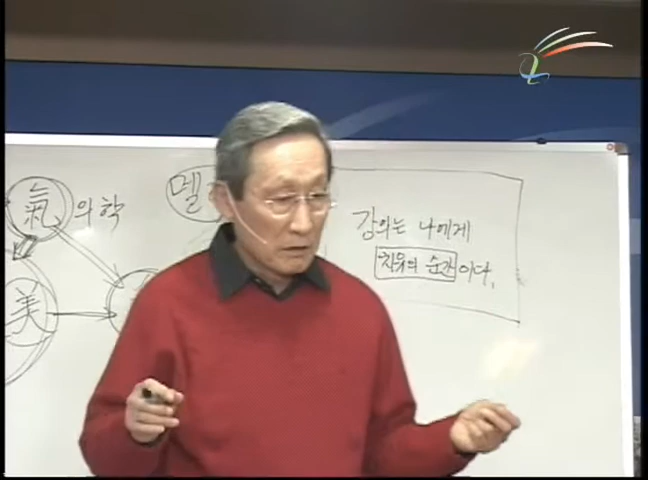 氣 의학
멜
강의는 나에게
치유의 순간이다.
美